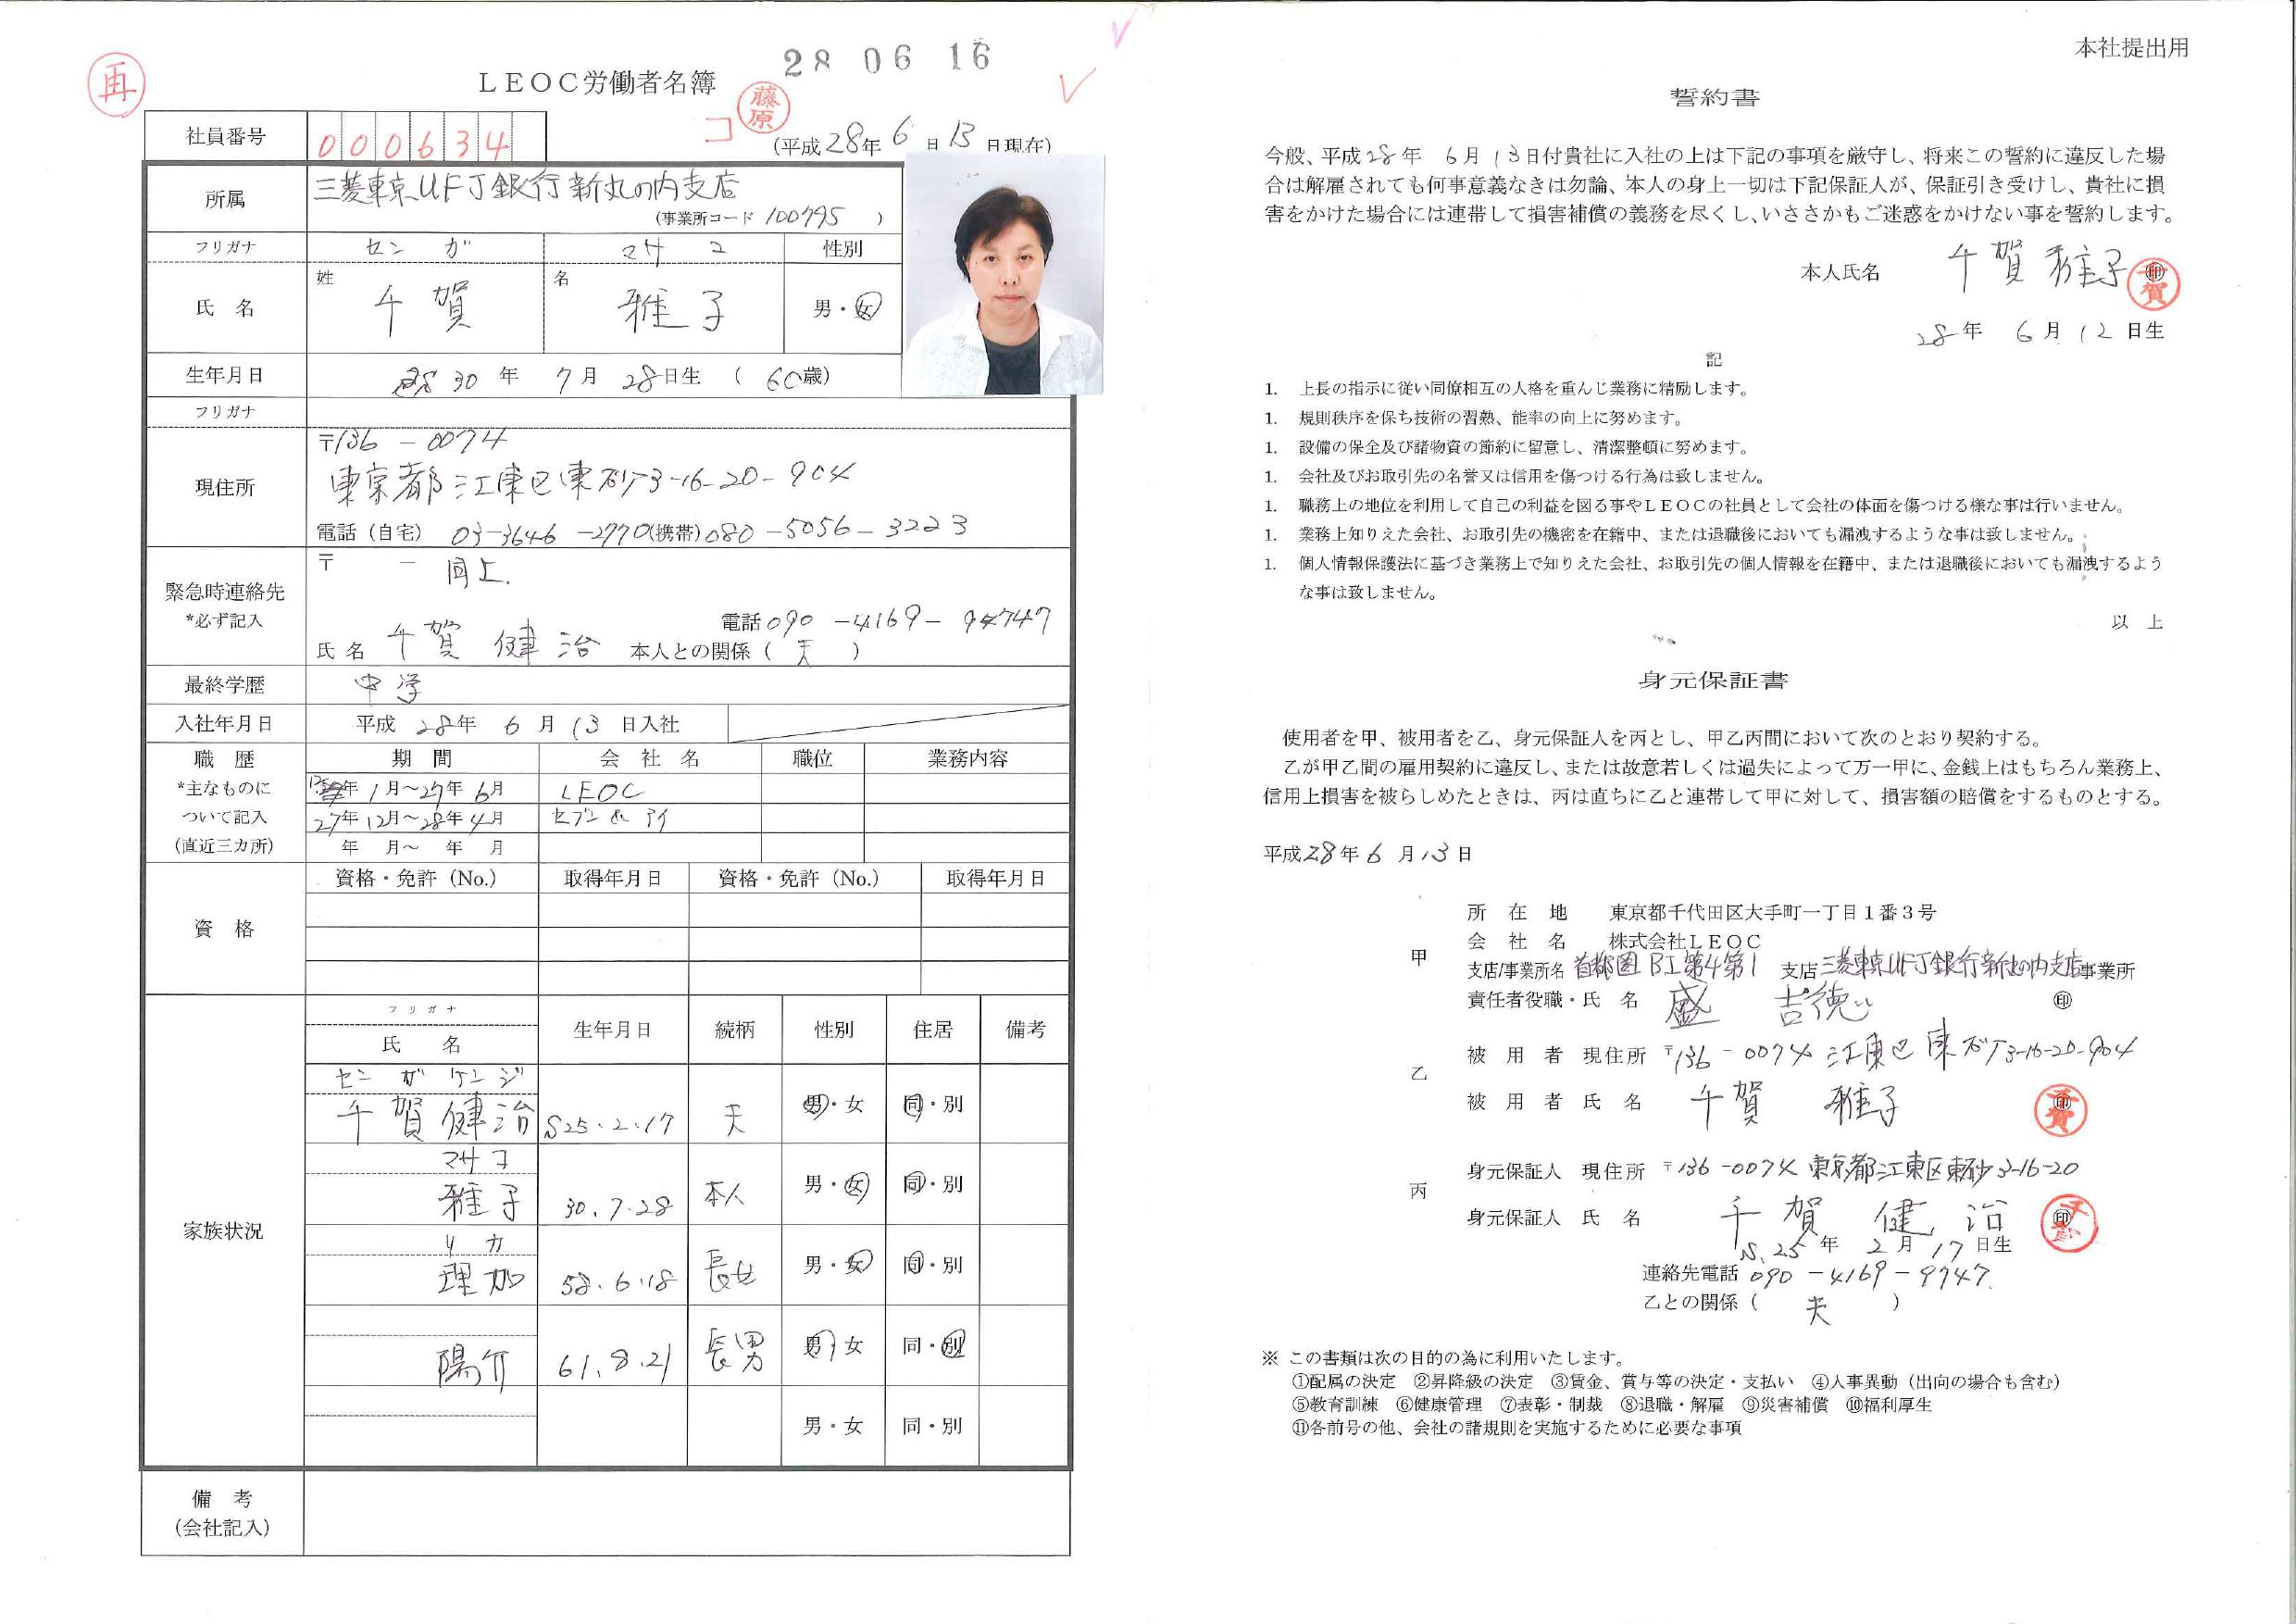 再
LEOC労働者名簿
28 06 16
藤原
コ
社員番号 000634
(平成28年6日13日現在)
所属 三菱東京UFJ銀行新丸の内支店
(事業所コード 100795 )
フリガナ センガ マサコ 性別
氏名 姓 千賀 名 雅子 男・女
生年月日 30年 7月 28日生 ( 60歳)
フリガナ
現住所 〒136-0074
東京都江東区東砂3-16-20-904
電話(自宅) 03-3646-2770(携帯)080-5056-3223
緊急時連絡先 〒 - 同上.
*必ず記入 電話090-4169-
氏名 千賀 健治 本人との関係( 夫 )
最終学歴 中学
入社年月日 平成 28年 6月 13日入社
職歴 期間 会社名 職位 業務内容
*主なものに 年1月~27年6月 LEOC
ついて記入 27年12月~28年4月 セブン&アイ
(直近三カ所) 年 月~ 年 月
資格・免許(No.) 取得年月日 資格・免許(No.) 取得年月日
資格
フリガナ
氏名 生年月日 続柄 性別 住居 備考
家族状況
センガ ケンジ
千賀健治 S25.2.17 夫 男・女 同・別
マサコ
雅子 30.7.28 本人 男・女 同・別
リカ
理加 58.6.18 長女 男・女 同・別
陽介 61.8.21 長男 男・女 同・別
男・女 同・別
備考
(会社記入)
本社提出用
誓約書
今般、平成28年 6月13日付貴社に入社の上は下記の事項を厳守し、将来この誓約に違反した場
合は解雇されても何事意義なきは勿論、本人の身上一切は下記保証人が、保証引き受けし、貴社に損
害をかけた場合には連帯して損害補償の義務を尽くし、いささかもご迷惑をかけない事を誓約します。
本人氏名 千賀 雅子 印 千賀
28年 6月12日生
記
1. 上長の指示に従い同僚相互の人格を重んじ業務に精励します。
1. 規則秩序を保ち技術の習熟、能率の向上に努めます。
1. 設備の保全及び諸物資の節約に留意し、清潔整頓に努めます。
1. 会社及びお取引先の名誉又は信用を傷つける行為は致しません。
1. 職務上の地位を利用して自己の利益を図る事やLEOCの社員として会社の体面を傷つける様な事は行いません。
1. 業務上知りえた会社、お取引先の機密を在籍中、または退職後においても漏洩するような事は致しません。
1. 個人情報保護法に基づき業務上で知りえた会社、お取引先の個人情報を在籍中、または退職後においても漏洩するよう
な事は致しません。
以上
身元保証書
使用者を甲、被用者を乙、身元保証人を丙とし、甲乙丙間において次のとおり契約する。
乙が甲乙間の雇用契約に違反し、または故意若しくは過失によって万一甲に、金銭上はもちろん業務上、
信用上損害を被らしめたときは、丙は直ちに乙と連帯して甲に対して、損害額の賠償をするものとする。
平成28年6月13日
所在地 東京都千代田区大手町一丁目1番3号
甲 会社名 株式会社LEOC
支店/事業所名 首都圏BI第4第1 支店 三菱東京UFJ銀行新丸の内支店事業所
責任者役職・氏名 盛 吉徳 印
乙 被用者 現住所 〒136-0074 江東区東砂3-16-20-904
被用者氏名 千賀 雅子 印 千賀
丙 身元保証人 現住所 〒136-0074 東京都江東区東砂3-16-20
身元保証人 氏名 千賀 健治 印
S.25年 2月 17日生
連絡先電話 090-4169-9747
乙との関係( 夫 )
※ この書類は次の目的の為に利用いたします。
①配属の決定 ②昇降級の決定 ③賃金、賞与等の決定・支払い ④人事異動(出向の場合も含む)
⑤教育訓練 ⑥健康管理 ⑦表彰・制裁 ⑧退職・解雇 ⑨災害補償 ⑩福利厚生
⑪各前号の他、会社の諸規則を実施するために必要な事項